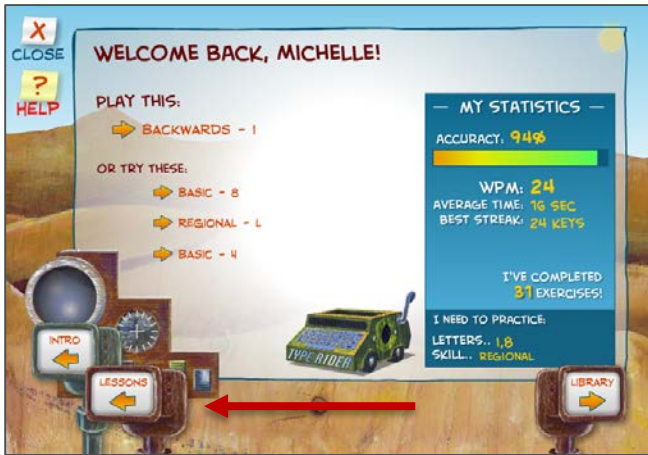 X
CLOSE
?
HELP
WELCOME BACK, MICHELLE!
PLAY THIS:
BACKWARDS - 1
OR TRY THESE:
BASIC - 8
REGIONAL - L
BASIC - 4
INTRO
LESSONS
TYPE RIDER
— MY STATISTICS —
ACCURACY: 94%
WPM: 24
AVERAGE TIME: 16 SEC
BEST STREAK: 24 KEYS
I'VE COMPLETED
31 EXERCISES!
I NEED TO PRACTICE:
LETTERS.. 1,8
SKILL.. REGIONAL
LIBRARY